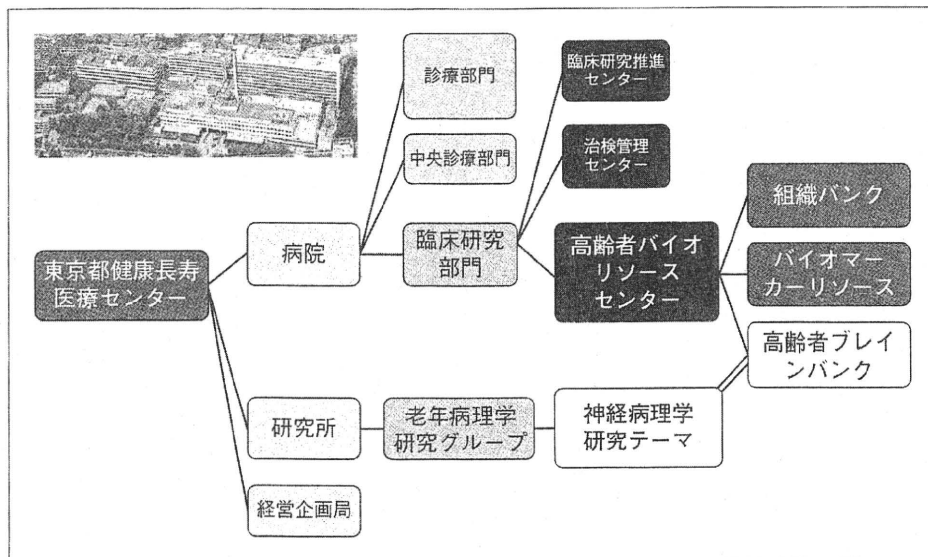 診療部門
中央診療部門
臨床研究推進
センター
治検管理
センター
組織バンク
東京都健康長寿
医療センター
病院
臨床研究
部門
高齢者バイオ
リソース
センター
バイオマー
カーリソース
高齢者ブレイ
ンバンク
研究所
老年病理学
研究グループ
神経病理学
研究テーマ
経営企画局